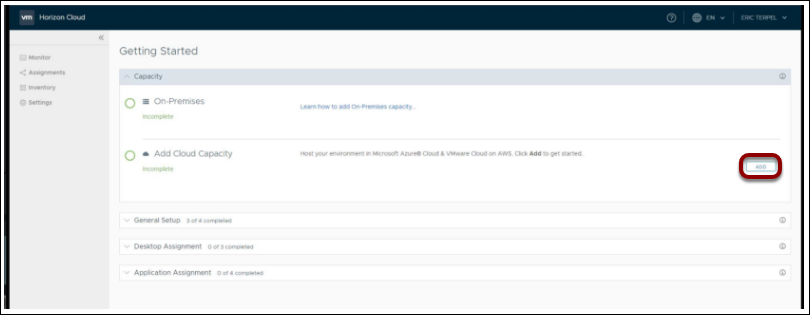 vm Horizon Cloud EN ERIC TERPEL
Getting Started
Monitor
Assignments
Inventory
Settings
Capacity
On-Premises
Incomplete
Learn how to add On-Premises capacity...
Add Cloud Capacity
Incomplete
Host your environment in Microsoft Azure® Cloud & VMware Cloud on AWS. Click Add to get started.
ADD
General Setup 3 of 4 completed
Desktop Assignment 0 of 3 completed
Application Assignment 0 of 4 completed